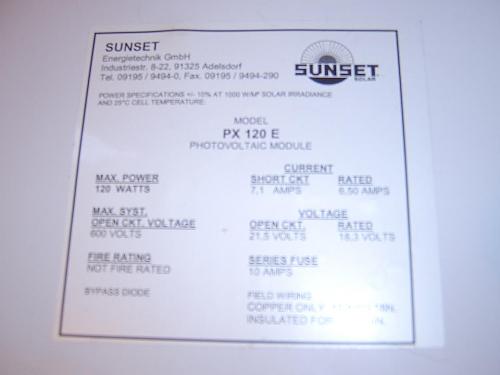 SUNSET
Energietechnik GmbH
Industriestr. 8-22, 91325 Adelsdorf
Tel. 09195 / 9494-0, Fax. 09195 / 9494-290
SUNSET
SOLAR
POWER SPECIFICATIONS +/- 10% AT 1000 W/M² SOLAR IRRADIANCE
AND 25°C CELL TEMPERATURE:
MODEL
PX 120 E
PHOTOVOLTAIC MODULE
CURRENT
MAX. POWER SHORT CKT RATED
120 WATTS 7,1 AMPS 6,50 AMPS
MAX. SYST. VOLTAGE
OPEN CKT. VOLTAGE OPEN CKT. RATED
600 VOLTS 21,5 VOLTS 18,3 VOLTS
FIRE RATING SERIES FUSE
NOT FIRE RATED 10 AMPS
BYPASS DIODE FIELD WIRING
COPPER ONLY
INSULATED FOR